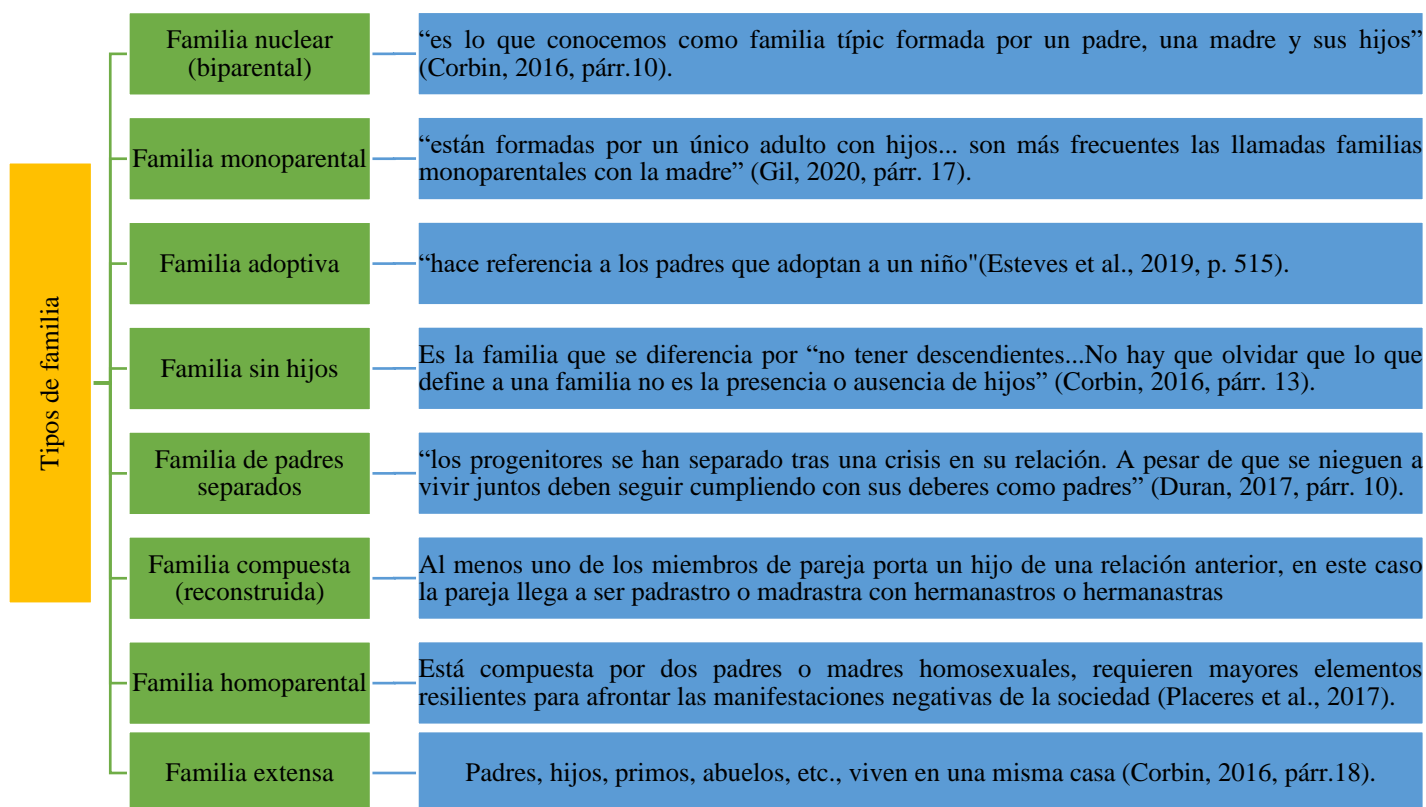 Tipos de familia
Familia nuclear
(biparental)
“es lo que conocemos como familia típic formada por un padre, una madre y sus hijos”
(Corbin, 2016, párr.10).
Familia monoparental
“están formadas por un único adulto con hijos... son más frecuentes las llamadas familias
monoparentales con la madre” (Gil, 2020, párr. 17).
Familia adoptiva
“hace referencia a los padres que adoptan a un niño"(Esteves et al., 2019, p. 515).
Familia sin hijos
Es la familia que se diferencia por “no tener descendientes...No hay que olvidar que lo que
define a una familia no es la presencia o ausencia de hijos” (Corbin, 2016, párr. 13).
Familia de padres
separados
“los progenitores se han separado tras una crisis en su relación. A pesar de que se nieguen a
vivir juntos deben seguir cumpliendo con sus deberes como padres” (Duran, 2017, párr. 10).
Familia compuesta
(reconstruida)
Al menos uno de los miembros de pareja porta un hijo de una relación anterior, en este caso
la pareja llega a ser padrastro o madrastra con hermanastros o hermanastras
Familia homoparental
Está compuesta por dos padres o madres homosexuales, requieren mayores elementos
resilientes para afrontar las manifestaciones negativas de la sociedad (Placeres et al., 2017).
Familia extensa
Padres, hijos, primos, abuelos, etc., viven en una misma casa (Corbin, 2016, párr.18).